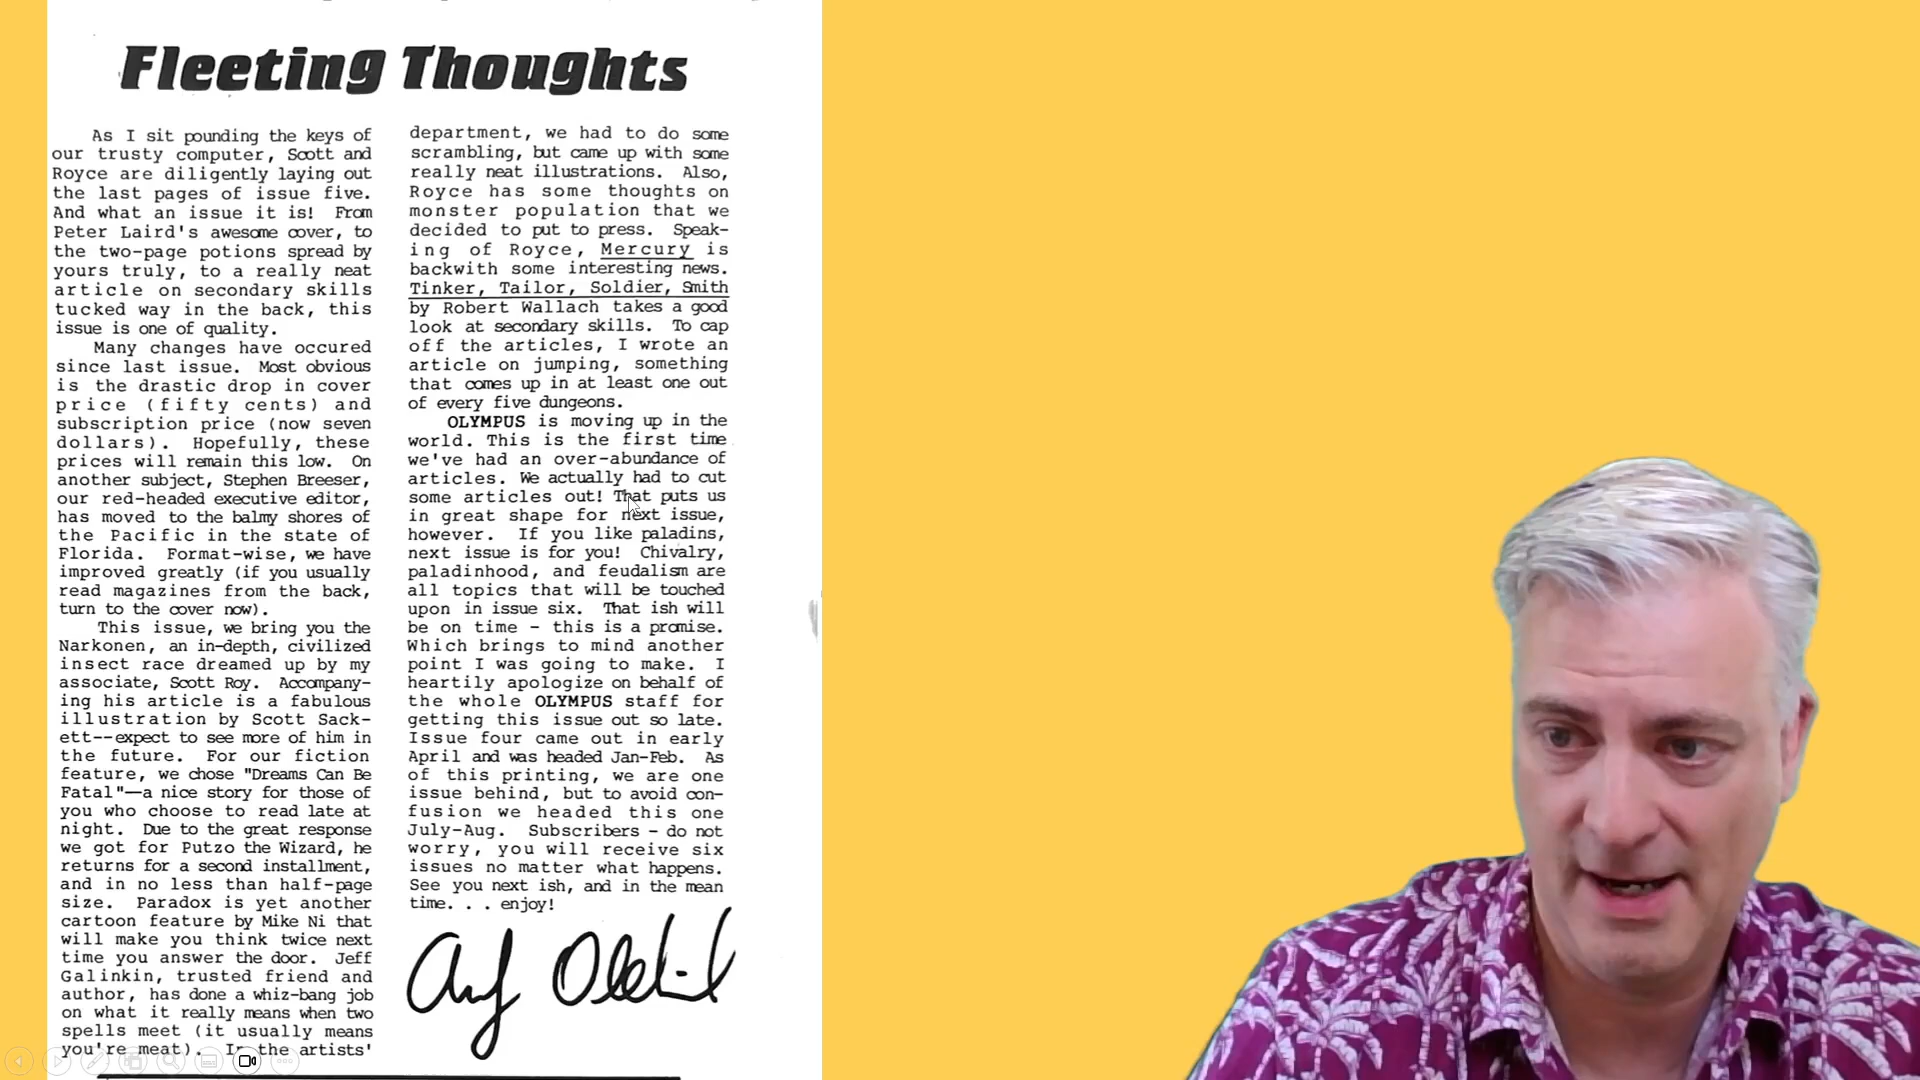 Fleeting Thoughts
As I sit pounding the keys of
our trusty computer, Scott and
Royce are diligently laying out
the last pages of issue five.
And what an issue it is! From
Peter Laird's awesome cover, to
the two-page potions spread by
yours truly, to a really neat
article on secondary skills
tucked way in the back, this
issue is one of quality.
Many changes have occured
since last issue. Most obvious
is the drastic drop in cover
price (fifty cents) and
subscription price (now seven
dollars). Hopefully, these
prices will remain this low. On
another subject, Stephen Breeser,
our red-headed executive editor,
has moved to the balmy shores of
the Pacific in the state of
Florida. Format-wise, we have
improved greatly (if you usually
read magazines from the back,
turn to the cover now).
This issue, we bring you the
Narkonen, an in-depth, civilized
insect race dreamed up by my
associate, Scott Roy. Accompany-
ing his article is a fabulous
illustration by Scott Sack-
ett--expect to see more of him in
the future. For our fiction
feature, we chose "Dreams Can Be
Fatal"—a nice story for those of
you who choose to read late at
night. Due to the great response
we got for Putzo the Wizard, he
returns for a second installment,
and in no less than half-page
size. Paradox is yet another
cartoon feature by Mike Ni that
will make you think twice next
time you answer the door. Jeff
Galinkin, trusted friend and
author, has done a whiz-bang job
on what it really means when two
spells meet (it usually means
you're meat). In the artists'
department, we had to do some
scrambling, but came up with some
really neat illustrations. Also,
Royce has some thoughts on
monster population that we
decided to put to press. Speak-
ing of Royce, Mercury is
backwith some interesting news.
Tinker, Tailor, Soldier, Smith
by Robert Wallach takes a good
look at secondary skills. To cap
off the articles, I wrote an
article on jumping, something
that comes up in at least one out
of every five dungeons.
OLYMPUS is moving up in the
world. This is the first time
we've had an over-abundance of
articles. We actually had to cut
some articles out! That puts us
in great shape for next issue,
however. If you like paladins,
next issue is for you! Chivalry,
paladinhood, and feudalism are
all topics that will be touched
upon in issue six. That ish will
be on time - this is a promise.
Which brings to mind another
point I was going to make. I
heartily apologize on behalf of
the whole OLYMPUS staff for
getting this issue out so late.
Issue four came out in early
April and was headed Jan-Feb. As
of this printing, we are one
issue behind, but to avoid con-
fusion we headed this one
July-Aug. Subscribers - do not
worry, you will receive six
issues no matter what happens.
See you next ish, and in the mean
time. . . enjoy!